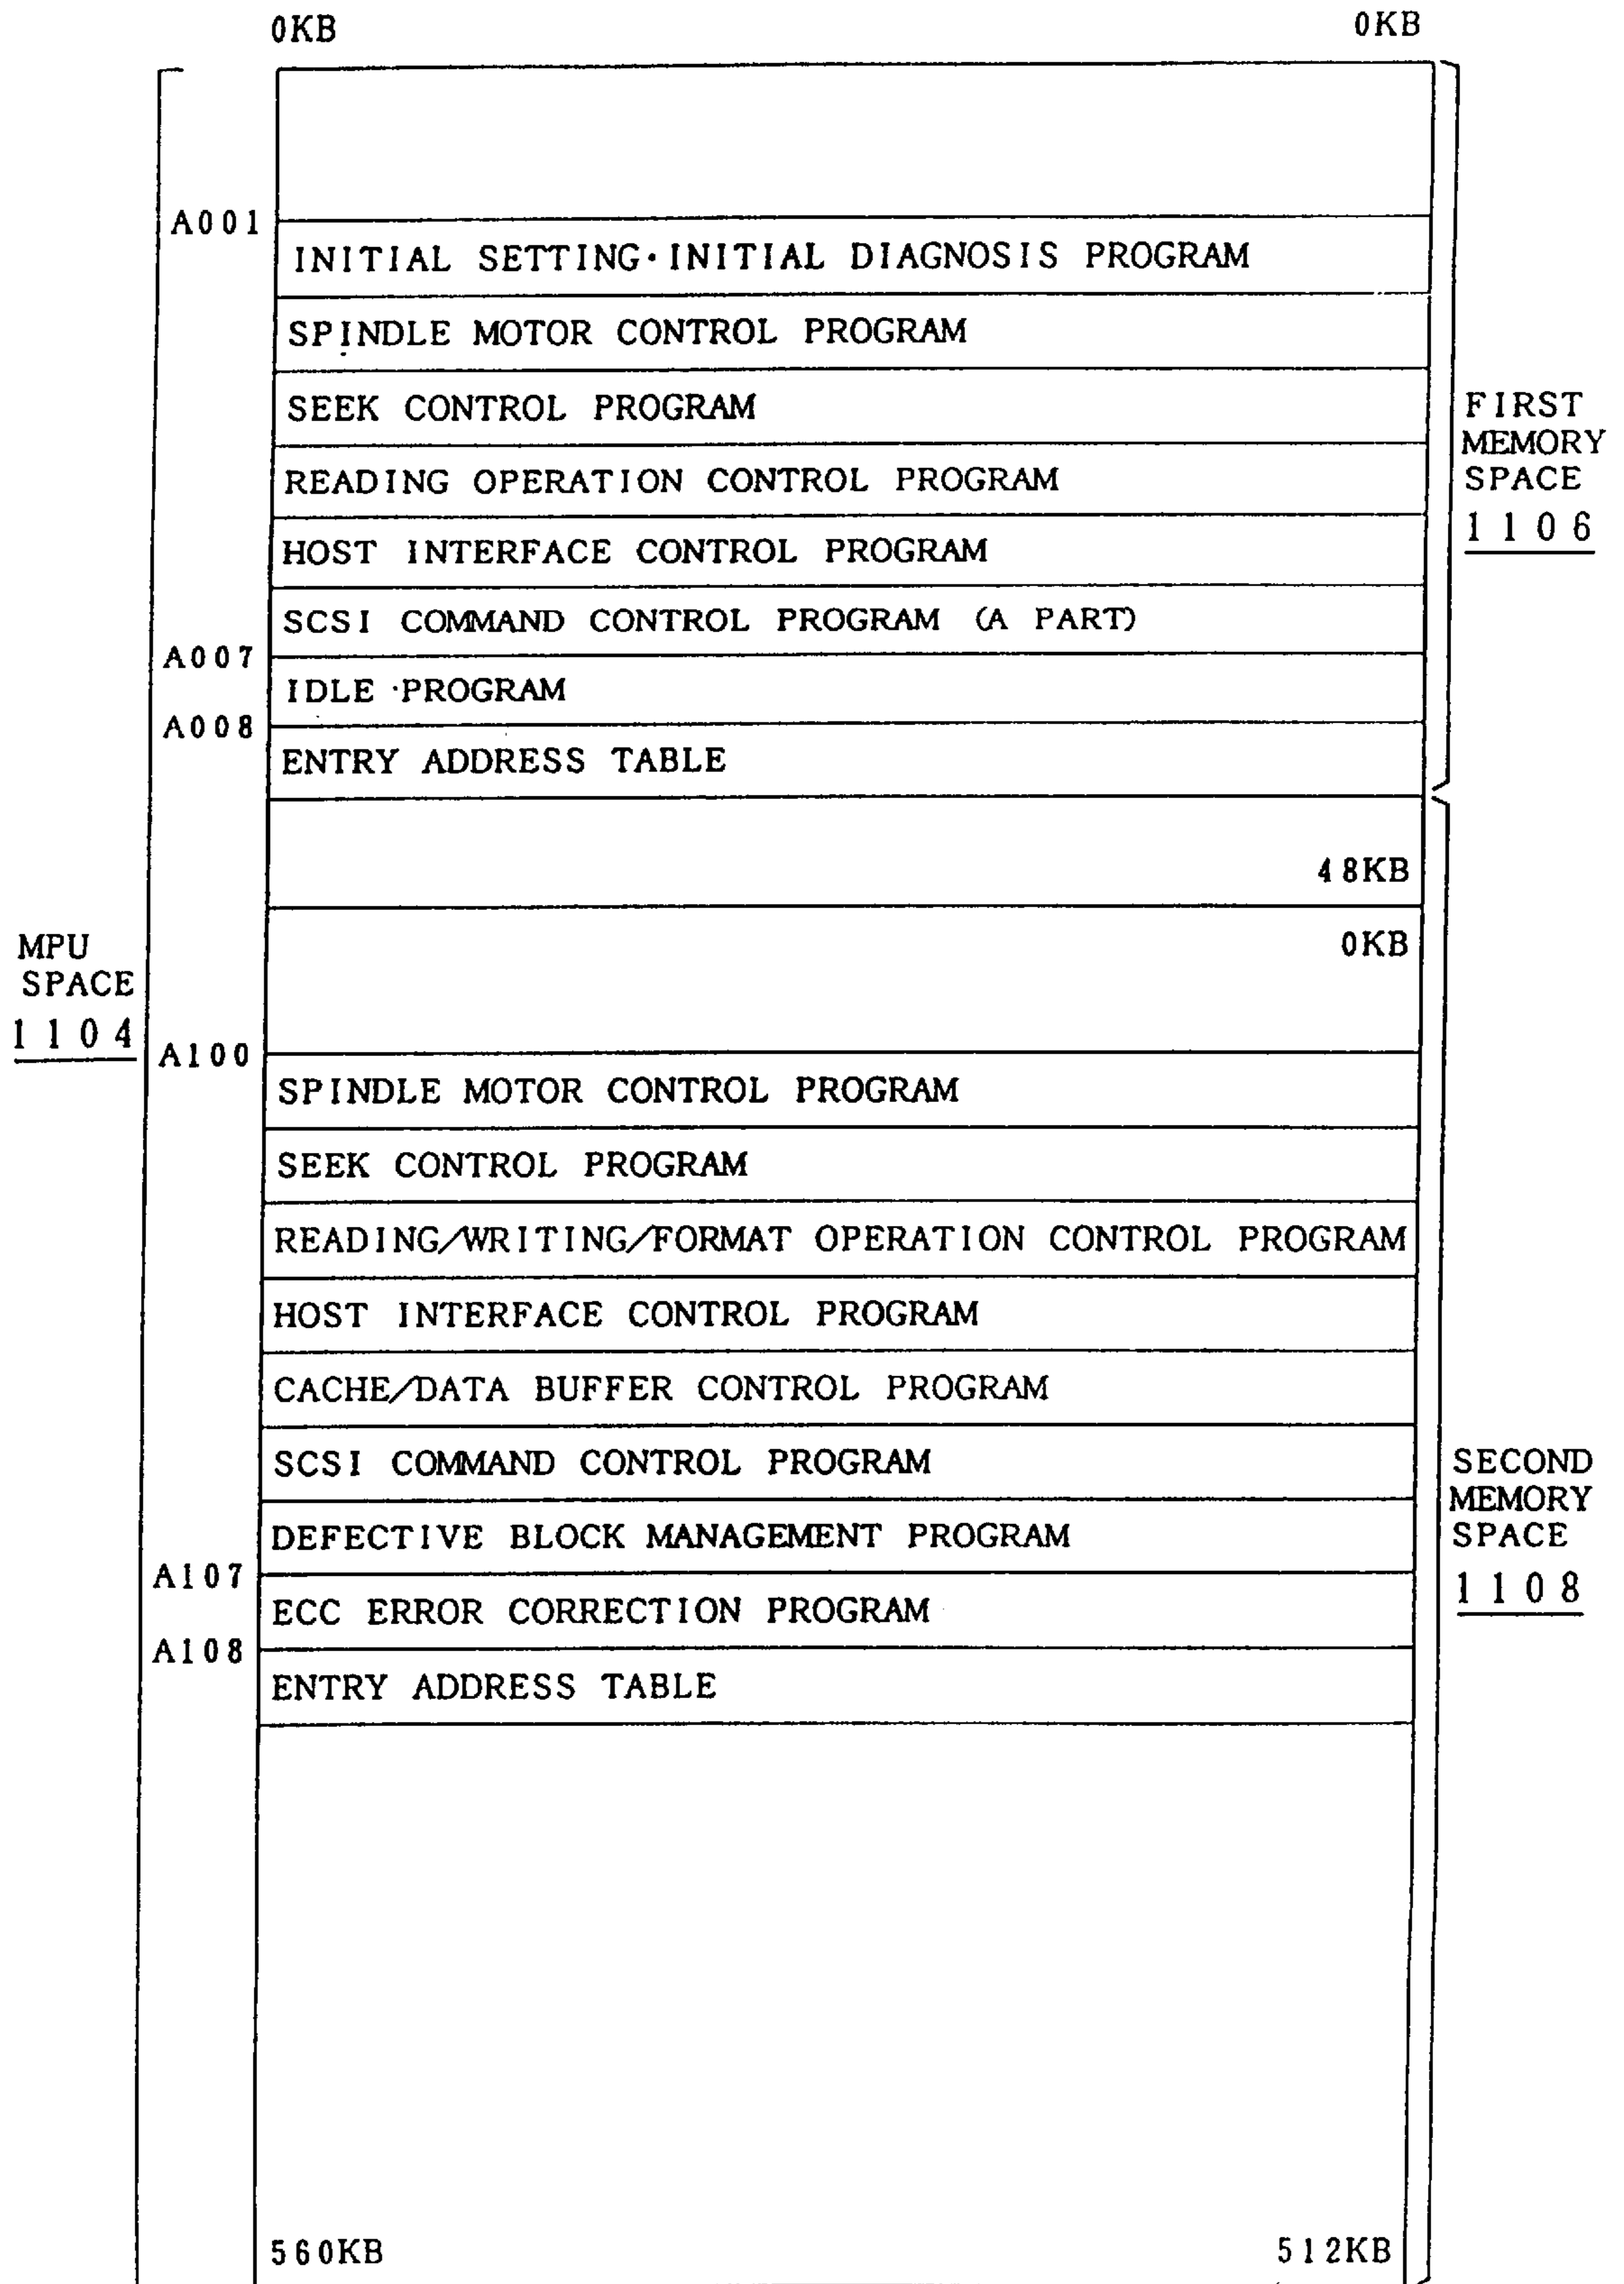 0KB
0KB
A001
INITIAL SETTING·INITIAL DIAGNOSIS PROGRAM
SPINDLE MOTOR CONTROL PROGRAM
SEEK CONTROL PROGRAM
READING OPERATION CONTROL PROGRAM
HOST INTERFACE CONTROL PROGRAM
SCSI COMMAND CONTROL PROGRAM (A PART)
A007
IDLE PROGRAM
A008
ENTRY ADDRESS TABLE
FIRST
MEMORY
SPACE
1106
48KB
0KB
MPU
SPACE
1104
A100
SPINDLE MOTOR CONTROL PROGRAM
SEEK CONTROL PROGRAM
READING/WRITING/FORMAT OPERATION CONTROL PROGRAM
HOST INTERFACE CONTROL PROGRAM
CACHE/DATA BUFFER CONTROL PROGRAM
SCSI COMMAND CONTROL PROGRAM
DEFECTIVE BLOCK MANAGEMENT PROGRAM
A107
ECC ERROR CORRECTION PROGRAM
A108
ENTRY ADDRESS TABLE
SECOND
MEMORY
SPACE
1108
560KB
512KB